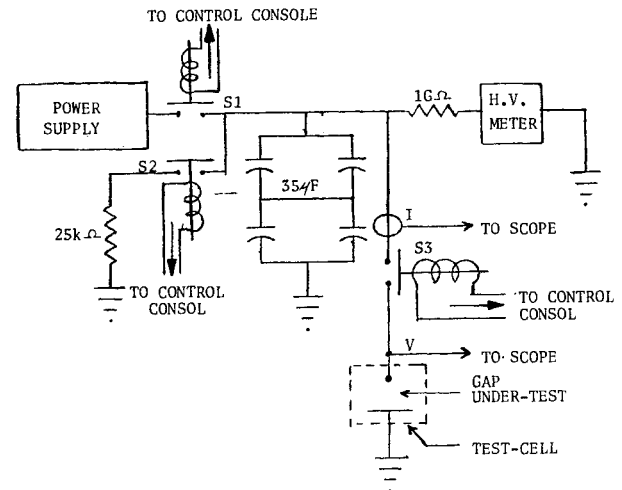 TO CONTROL CONSOLE
S1
POWER
SUPPLY
1GΩ
H.V.
METER
S2
35μF
25kΩ
I
TO SCOPE
S3
TO CONTROL
CONSOL
TO CONTROL
CONSOL
V
TO SCOPE
GAP
UNDER-TEST
TEST-CELL